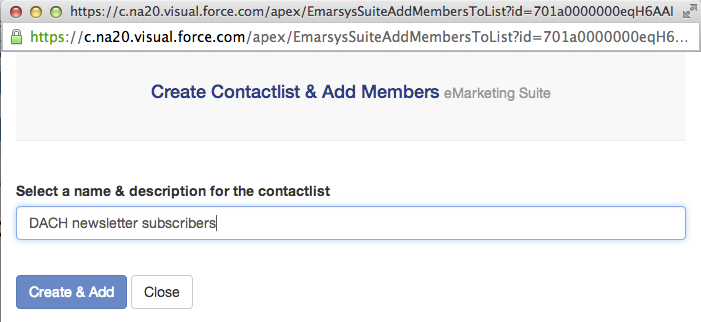 https://c.na20.visual.force.com/apex/EmarsysSuiteAddMembersToList?id=701a0000000eqH6AAI
https://c.na20.visual.force.com/apex/EmarsysSuiteAddMembersToList?id=701a0000000eqH6...
Create Contactlist & Add Members eMarketing Suite
Select a name & description for the contactlist
DACH newsletter subscribers
Create & Add Close